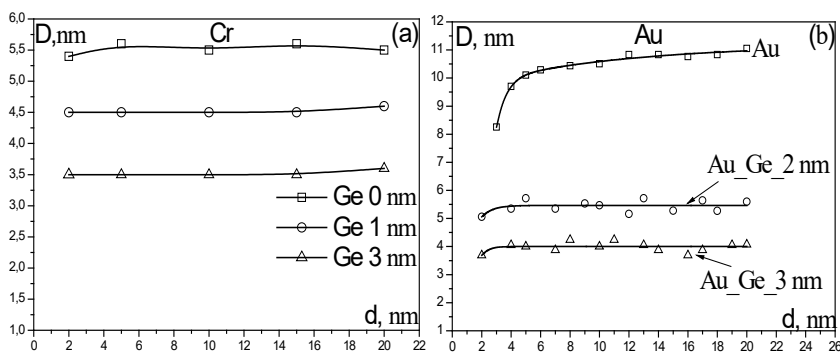 D,nm
Cr
(a)
6,0
5,5
5,0
4,5
4,0
3,5
3,0
2,5
2,0
1,5
1,0
Ge 0 nm
Ge 1 nm
Ge 3 nm
d, nm
0 2 4 6 8 10 12 14 16 18 20 22
D, nm
Au
(b)
12
11
10
9
8
7
6
5
4
3
2
1
Au
Au_Ge_2 nm
Au_Ge_3 nm
d, nm
0 2 4 6 8 10 12 14 16 18 20 22 24 26